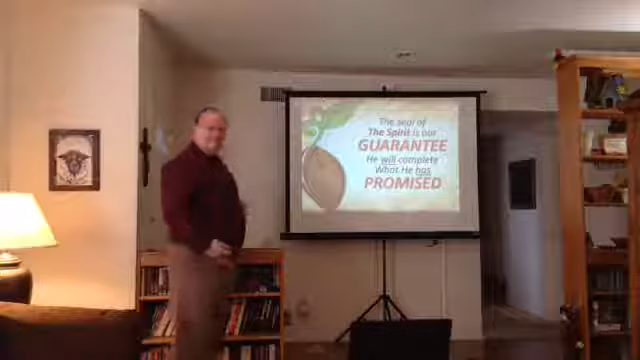 The seal of
The Spirit is our
GUARANTEE
He will complete
What He has
PROMISED